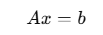 Ax = b